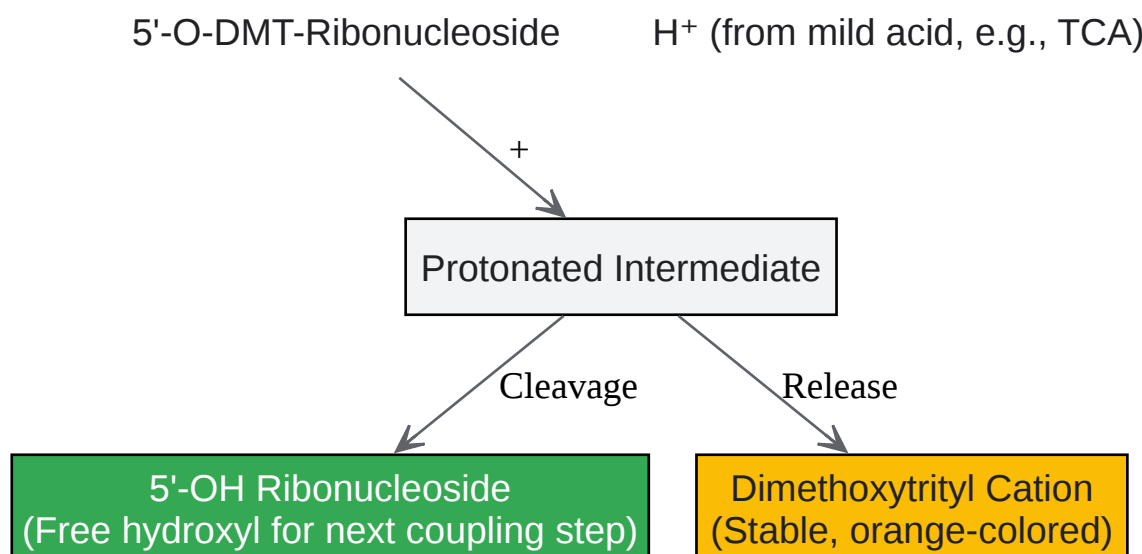 5'-O-DMT-Ribonucleoside
H⁺ (from mild acid, e.g., TCA)
+
Protonated Intermediate
Cleavage
Release
5'-OH Ribonucleoside
(Free hydroxyl for next coupling step)
Dimethoxytrityl Cation
(Stable, orange-colored)